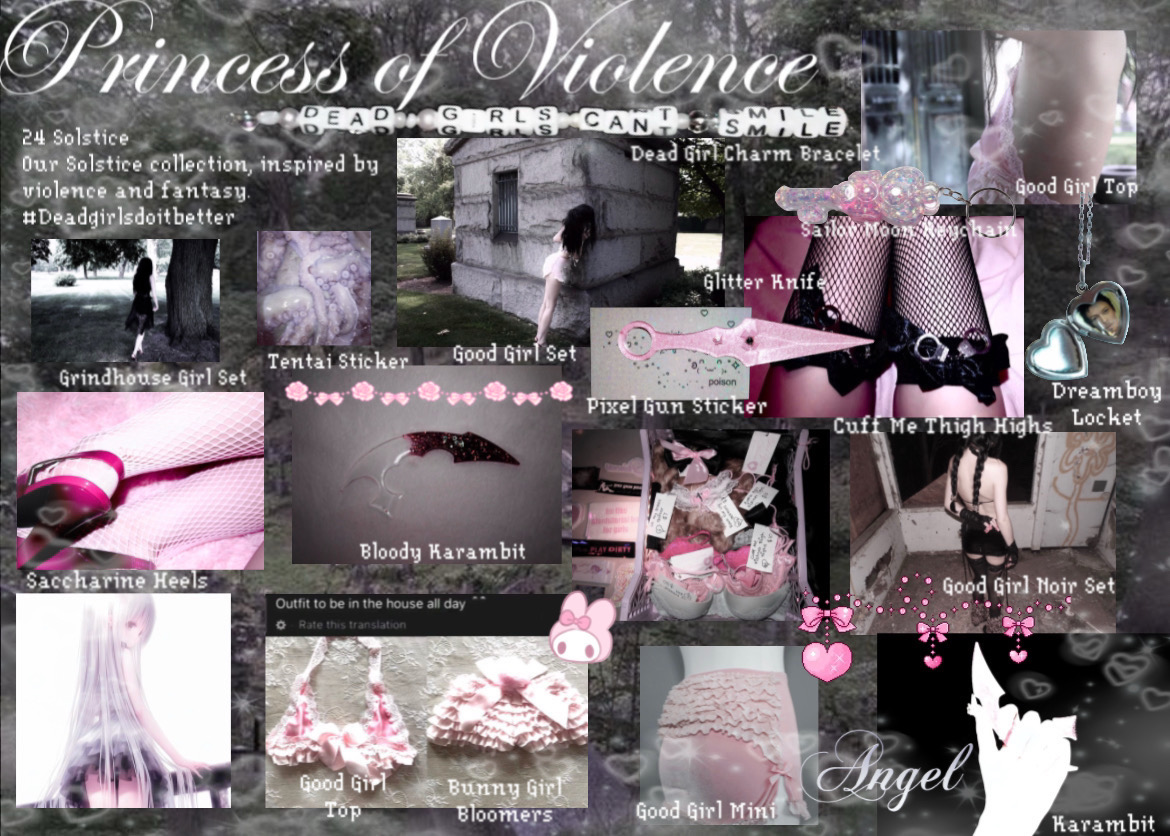 Princess of Violence
DEAD GIRLS CANT SMILE
24 Solstice
Our Solstice collection, inspired by
violence and fantasy.
#Deadgirlsdoitbetter
Dead Girl Charm Bracelet
Good Girl Top
Sailor Moon Keychain
Glitter Knife
Grindhouse Girl Set
Tentai Sticker
Good Girl Set
poison
Pixel Gun Sticker
Dreamboy
Locket
Cuff Me Thigh Highs
Bloody Karambit
Saccharine Heels
PLAY DIRTY
Good Girl Noir Set
Outfit to be in the house all day ^^
Rate this translation
Good Girl
Top
Bunny Girl
Bloomers
Good Girl Mini
Angel
Karambit